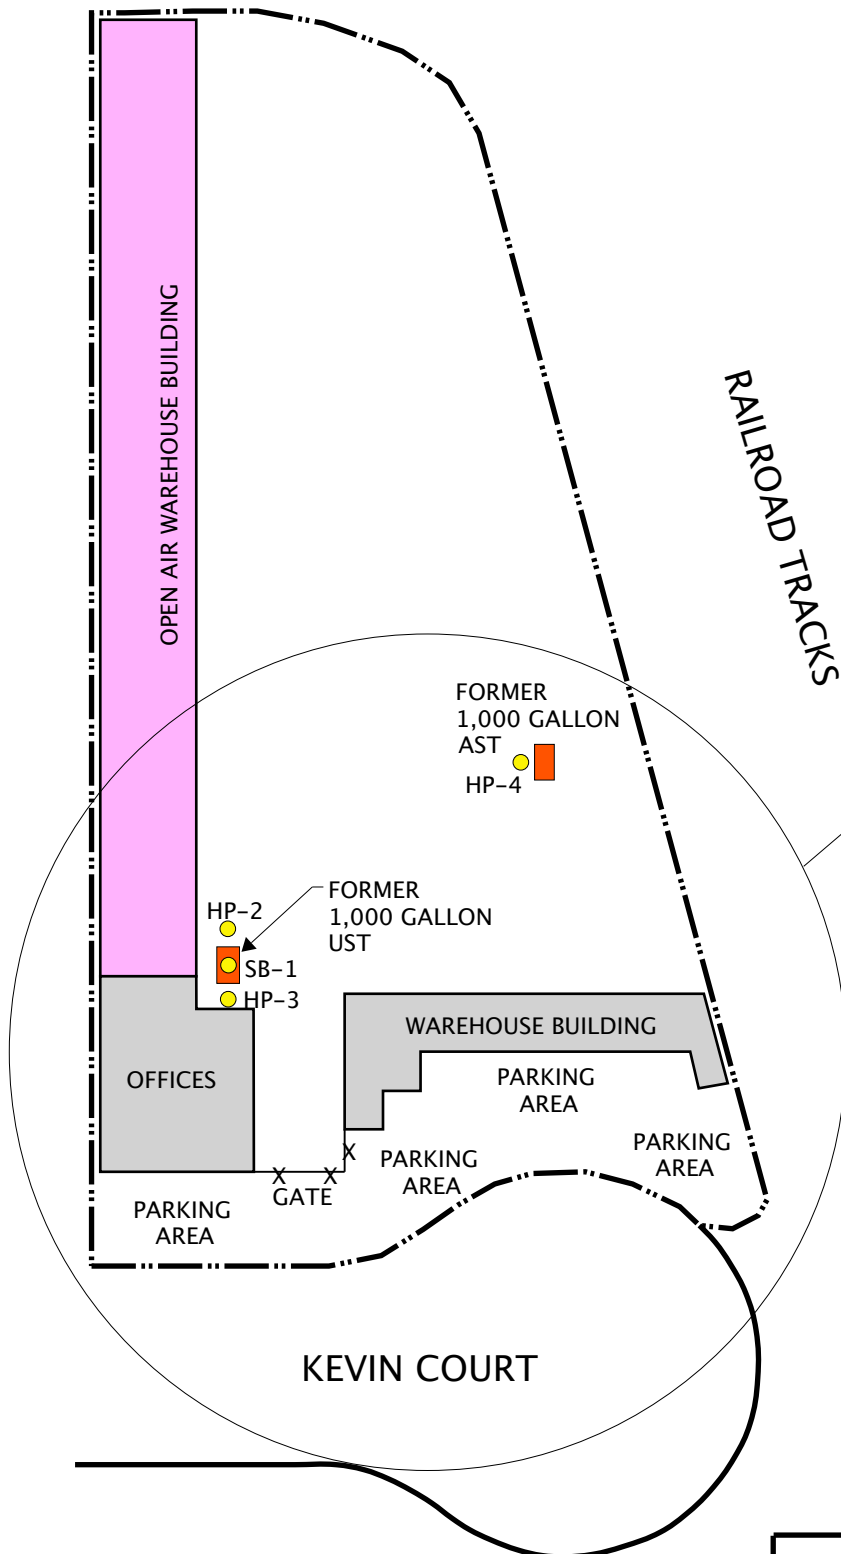 OPEN AIR WAREHOUSE BUILDING
RAILROAD TRACKS
FORMER
1,000 GALLON
AST
HP-4
HP-2
FORMER
1,000 GALLON
UST
SB-1
HP-3
WAREHOUSE BUILDING
OFFICES
PARKING
AREA
PARKING
AREA
PARKING
AREA
X
X
X
GATE
PARKING
AREA
KEVIN COURT